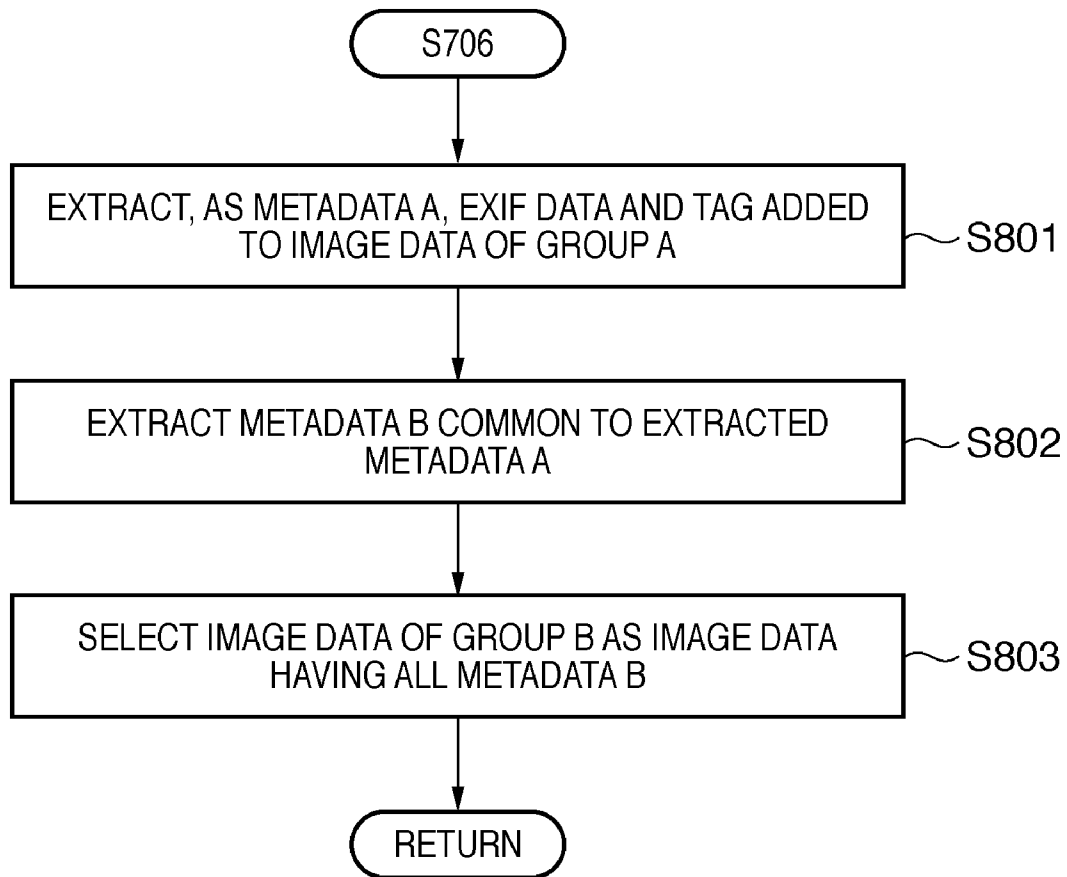 S706
EXTRACT, AS METADATA A, EXIF DATA AND TAG ADDED
TO IMAGE DATA OF GROUP A
S801
EXTRACT METADATA B COMMON TO EXTRACTED
METADATA A
S802
SELECT IMAGE DATA OF GROUP B AS IMAGE DATA
HAVING ALL METADATA B
S803
RETURN